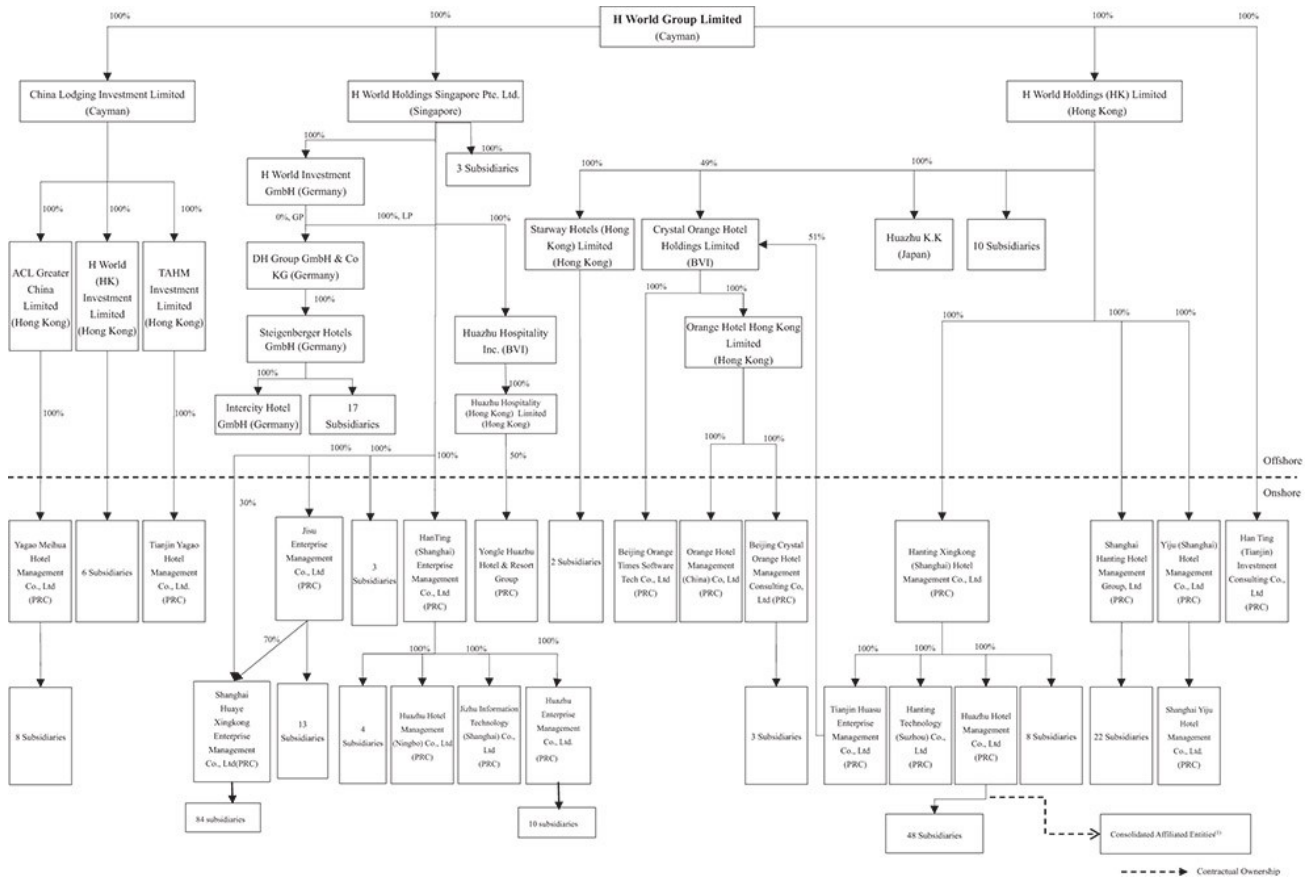 H World Group Limited
(Cayman)
100%
100%
100%
100%
China Lodging Investment Limited
(Cayman)
H World Holdings Singapore Pte. Ltd.
(Singapore)
H World Holdings (HK) Limited
(Hong Kong)
100%
100%
H World Investment
GmbH (Germany)
3 Subsidiaries
100%
49%
100%
100%
100%
100%
100%
0%, GP
100%, LP
100%
ACL Greater
China
Limited
(Hong Kong)
H World
(HK)
Investment
Limited
(Hong Kong)
TAHM
Investment
Limited
(Hong Kong)
DH Group GmbH & Co
KG (Germany)
Starway Hotels (Hong
Kong) Limited
(Hong Kong)
Crystal Orange Hotel
Holdings Limited
(BVI)
51%
Huazhu K.K
(Japan)
10 Subsidiaries
100%
100%
100%
Steigenberger Hotels
GmbH (Germany)
Huazhu Hospitality
Inc. (BVI)
Orange Hotel Hong Kong
Limited
(Hong Kong)
100%
100%
100%
100%
100%
Intercity Hotel
GmbH (Germany)
17
Subsidiaries
Huazhu Hospitality
(Hong Kong) Limited
(Hong Kong)
100%
100%
100%
100%
100%
50%
100%
100%
Offshore
Onshore
30%
Yagao Meihua
Hotel
Management
Co., Ltd
(PRC)
6 Subsidiaries
Tianjin Yagao
Hotel
Management
Co., Ltd.
(PRC)
Jisu
Enterprise
Management
Co., Ltd
(PRC)
3
Subsidiaries
HanTing
(Shanghai)
Enterprise
Management
Co., Ltd
(PRC)
Yongle Huazhu
Hotel & Resort
Group
(PRC)
2 Subsidiaries
Beijing Orange
Times Software
Tech Co., Ltd
(PRC)
Orange Hotel
Management
(China) Co, Ltd
(PRC)
Beijing Crystal
Orange Hotel
Management
Consulting Co,
Ltd (PRC)
Hanting Xingkong
(Shanghai) Hotel
Management Co., Ltd
(PRC)
Shanghai
Hanting Hotel
Management
Group, Ltd
(PRC)
Yiju (Shanghai)
Hotel
Management
Co., Ltd
(PRC)
Han Ting
(Tianjin)
Investment
Consulting Co.,
Ltd
(PRC)
70%
100%
100%
100%
100%
100%
100%
100%
8 Subsidiaries
Shanghai
Huaye
Xingkong
Enterprise
Management
Co., Ltd(PRC)
13
Subsidiaries
4
Subsidiaries
Huazhu Hotel
Management
(Ningbo) Co., Ltd
(PRC)
Jizhu Information
Technology
(Shanghai) Co.,
Ltd
(PRC)
Huazhu
Enterprise
Management
Co., Ltd.
(PRC)
3 Subsidiaries
Tianjin Huasu
Enterprise
Management
Co., Ltd
(PRC)
Hanting
Technology
(Suzhou) Co.,
Ltd
(PRC)
Huazhu Hotel
Management
Co., Ltd
(PRC)
8 Subsidiaries
22 Subsidiaries
Shanghai Yiju
Hotel
Management
Co., Ltd.
(PRC)
84 subsidiaries
10 subsidiaries
48 Subsidiaries
Consolidated Affiliated Entities(1)
Contractual Ownership